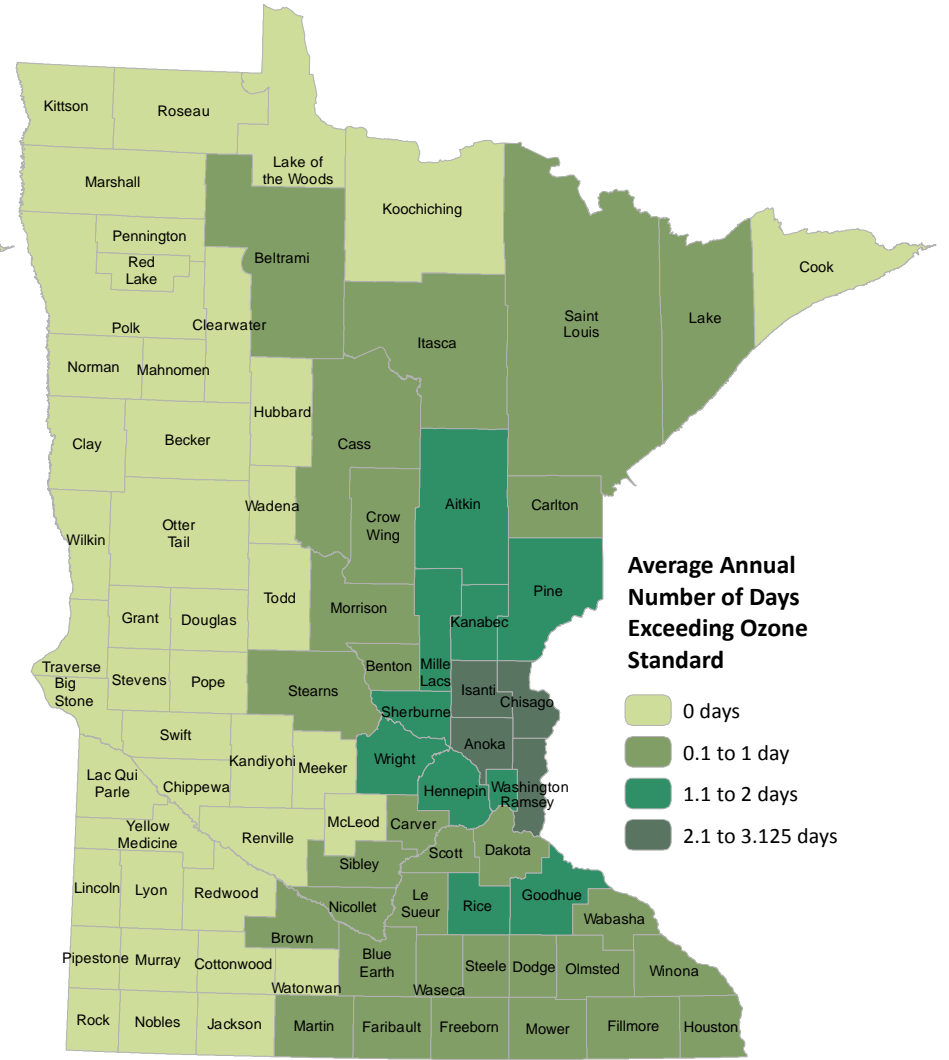 Kittson
Roseau
Lake of
the Woods
Marshall
Koochiching
Pennington
Red
Lake
Beltrami
Cook
Polk
Clearwater
Saint
Louis
Lake
Itasca
Norman
Mahnomen
Hubbard
Clay
Becker
Cass
Wadena
Aitkin
Carlton
Crow
Wing
Otter
Tail
Wilkin
Todd
Pine
Grant
Douglas
Morrison
Kanabec
Traverse
Big
Stone
Stevens
Pope
Benton
Mille
Lacs
Stearns
Isanti
Chisago
Sherburne
Swift
Anoka
Kandiyohi
Meeker
Wright
Lac Qui
Parle
Chippewa
Hennepin
Washington
Ramsey
McLeod
Carver
Yellow
Medicine
Renville
Scott
Dakota
Sibley
Lincoln
Lyon
Redwood
Nicollet
Le
Sueur
Rice
Goodhue
Wabasha
Brown
Pipestone
Murray
Cottonwood
Watonwan
Blue
Earth
Waseca
Steele
Dodge
Olmsted
Winona
Rock
Nobles
Jackson
Martin
Faribault
Freeborn
Mower
Fillmore
Houston
Average Annual
Number of Days
Exceeding Ozone
Standard
0 days
0.1 to 1 day
1.1 to 2 days
2.1 to 3.125 days